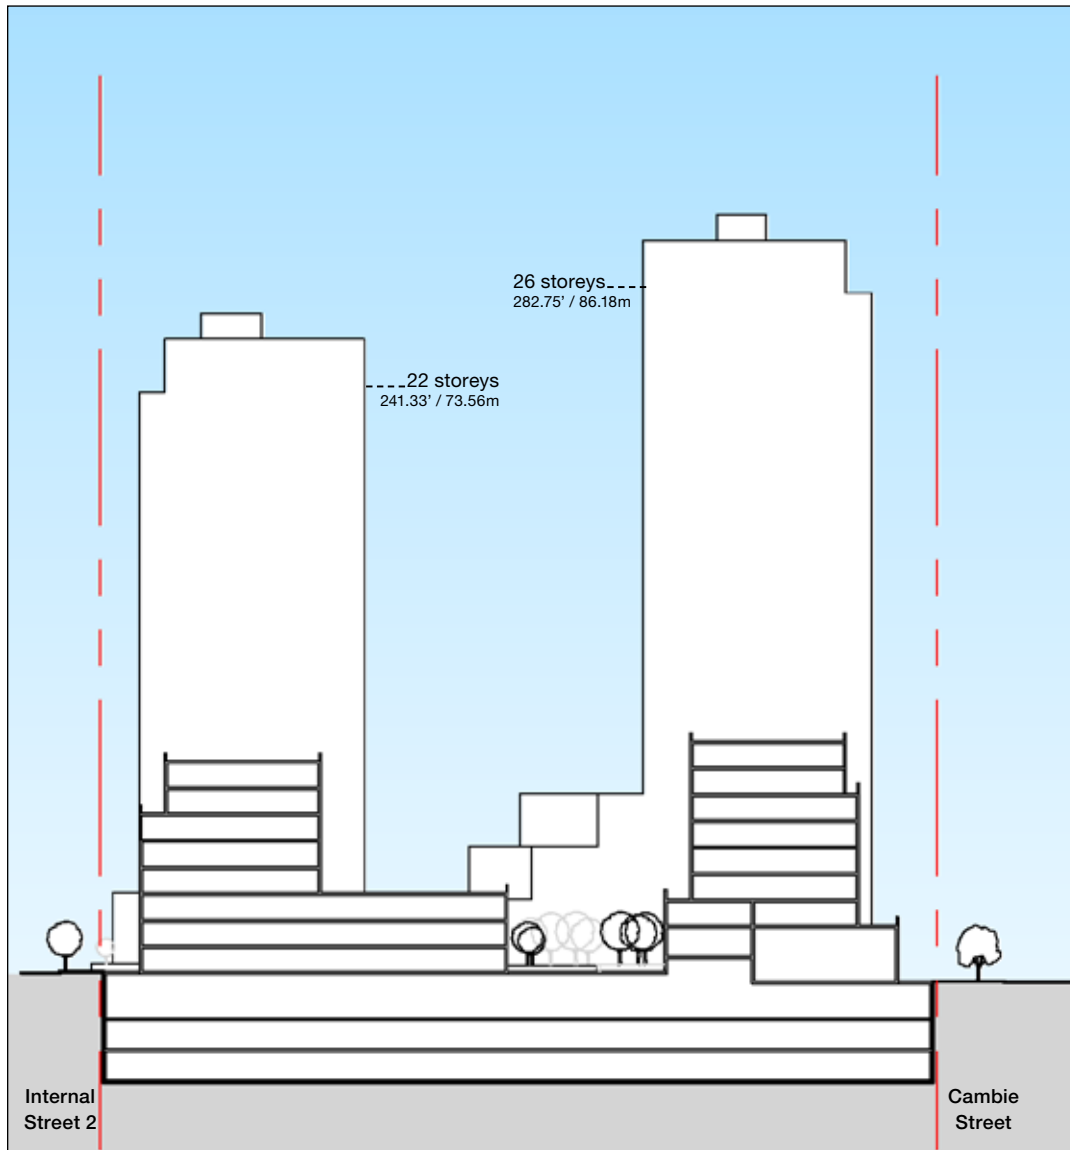 26 storeys
282.75’ / 86.18m
22 storeys
241.33’ / 73.56m
Internal
Street 2
Cambie
Street